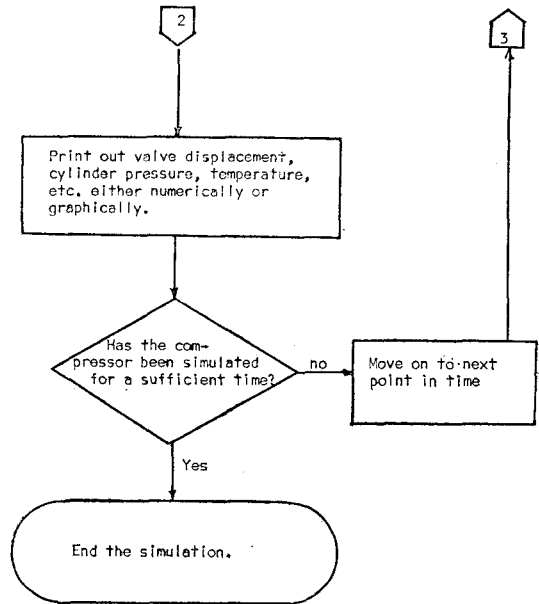 2
3
Print out valve displacement,
cylinder pressure, temperature,
etc. either numerically or
graphically.
Has the com-
pressor been simulated
for a sufficient time?
no
Move on to next
point in time
Yes
End the simulation.